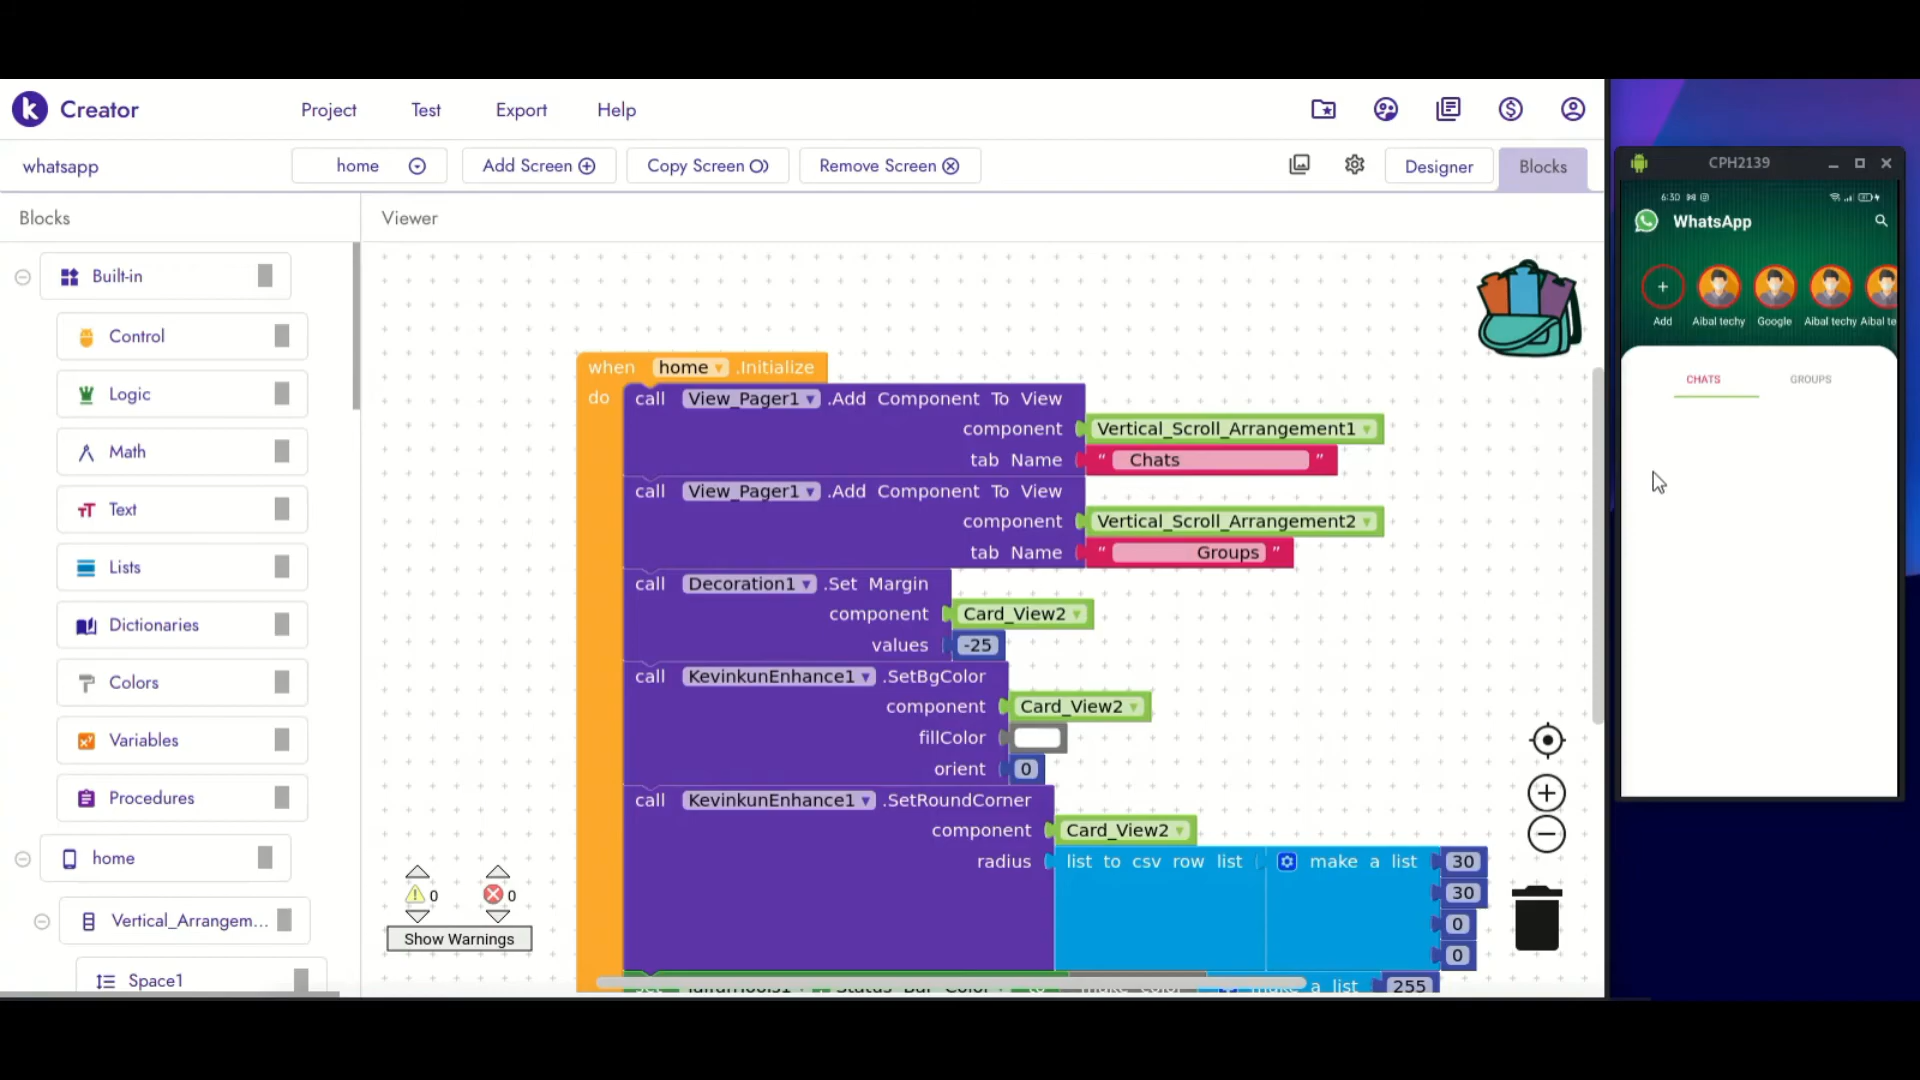 k Creator Project Test Export Help
whatsapp home Add Screen Copy Screen Remove Screen Designer Blocks
Blocks Viewer
Built-in
Control
Logic
Math
Text
Lists
Dictionaries
Colors
Variables
Procedures
home
Vertical_Arrangem...
Space1
when home .Initialize
do call View_Pager1 .Add Component To View
component Vertical_Scroll_Arrangement1
tab Name " Chats "
call View_Pager1 .Add Component To View
component Vertical_Scroll_Arrangement2
tab Name " Groups "
call Decoration1 .Set Margin
component Card_View2
values -25
call KevinkunEnhance1 .SetBgColor
component Card_View2
fillColor
orient 0
call KevinkunEnhance1 .SetRoundCorner
component Card_View2
radius list to csv row list make a list 30
30
0
0
a list 255
0 0
Show Warnings
CPH2139
6:30
WhatsApp
+
Add Aibal techy Google Aibal techy Aibal te
CHATS GROUPS